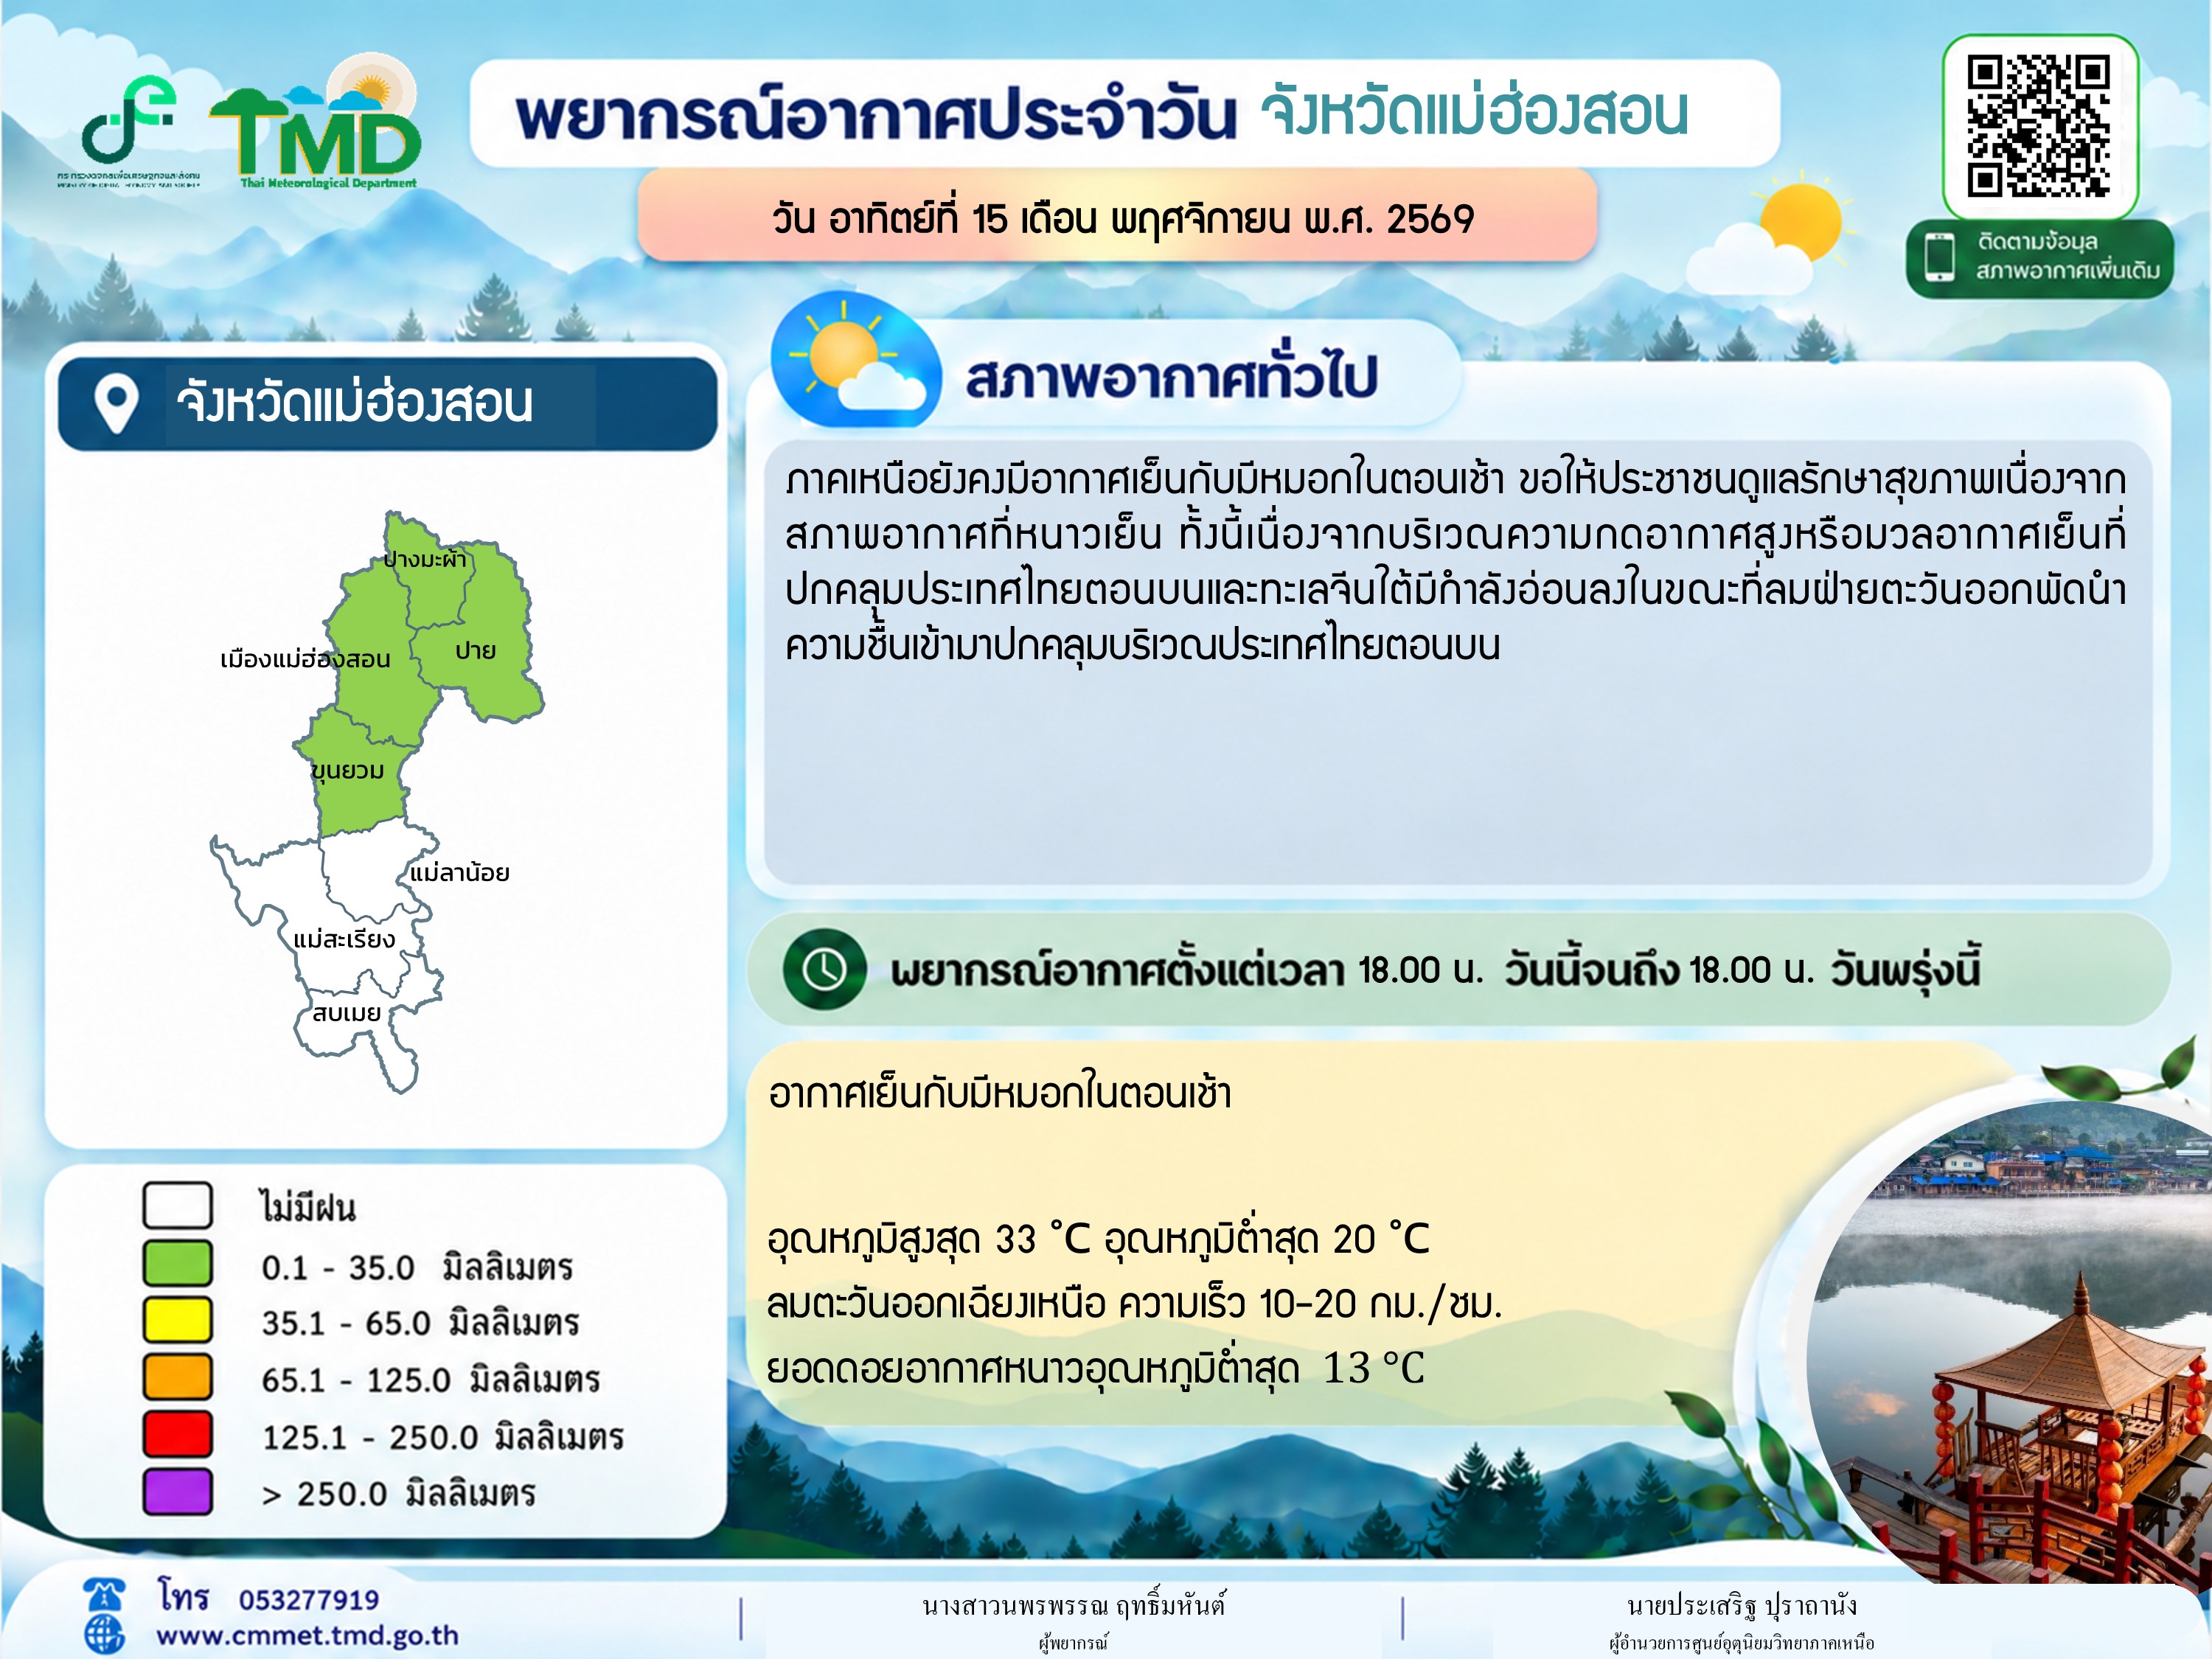 พยากรณ์อากาศประจำวัน จังหวัดแม่ฮ่องสอน
TMD
Thai Meteorological Department
วัน อาทิตย์ที่ 15 เดือน พฤศจิกายน พ.ศ. 2569
จังหวัดแม่ฮ่องสอน
ปางมะผ้า
ปาย
เมืองแม่ฮ่องสอน
ขุนยวม
แม่ลาน้อย
แม่สะเรียง
สบเมย
ไม่มีฝน
0.1 - 35.0 มิลลิเมตร
35.1 - 65.0 มิลลิเมตร
65.1 - 125.0 มิลลิเมตร
125.1 - 250.0 มิลลิเมตร
> 250.0 มิลลิเมตร
สภาพอากาศทั่วไป
ภาคเหนือยังคงมีอากาศเย็นกับมีหมอกในตอนเช้า ขอให้ประชาชนดูแลรักษาสุขภาพเนื่องจาก
สภาพอากาศที่หนาวเย็น ทั้งนี้เนื่องจากบริเวณความกดอากาศสูงหรือมวลอากาศเย็นที่
ปกคลุมประเทศไทยตอนบนและทะเลจีนใต้มีกำลังอ่อนลงในขณะที่ลมฝ่ายตะวันออกพัดนำ
ความชื้นเข้ามาปกคลุมบริเวณประเทศไทยตอนบน
พยากรณ์อากาศตั้งแต่เวลา 18.00 น. วันนี้จนถึง 18.00 น. วันพรุ่งนี้
อากาศเย็นกับมีหมอกในตอนเช้า
อุณหภูมิสูงสุด 33 °C อุณหภูมิต่ำสุด 20 °C
ลมตะวันออกเฉียงเหนือ ความเร็ว 10-20 กม./ชม.
ยอดดอยอากาศหนาวอุณหภูมิต่ำสุด 13 °C
โทร 053277919
www.cmmet.tmd.go.th
นางสาวนพรพรรณ ฤทธิ์มหันต์
ผู้พยากรณ์
นายประเสริฐ ปุราถานัง
ผู้อำนวยการศูนย์อุตุนิยมวิทยาภาคเหนือ